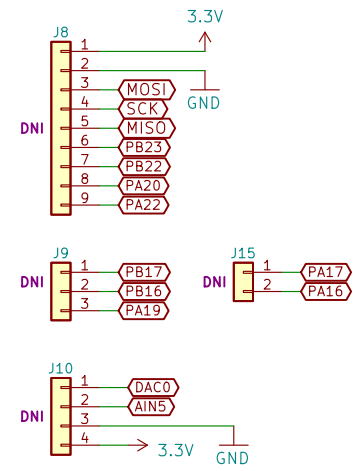 3.3V
J8
1
2
3 MOSI
GND
4 SCK
DNI
5 MISO
6 PB23
7 PB22
8 PA20
9 PA22
J9
J15
1 PB17
1 PA17
DNI
2 PB16
DNI
2 PA16
3 PA19
J10
1 DAC0
2 AIN5
DNI
3
4 3.3V
GND